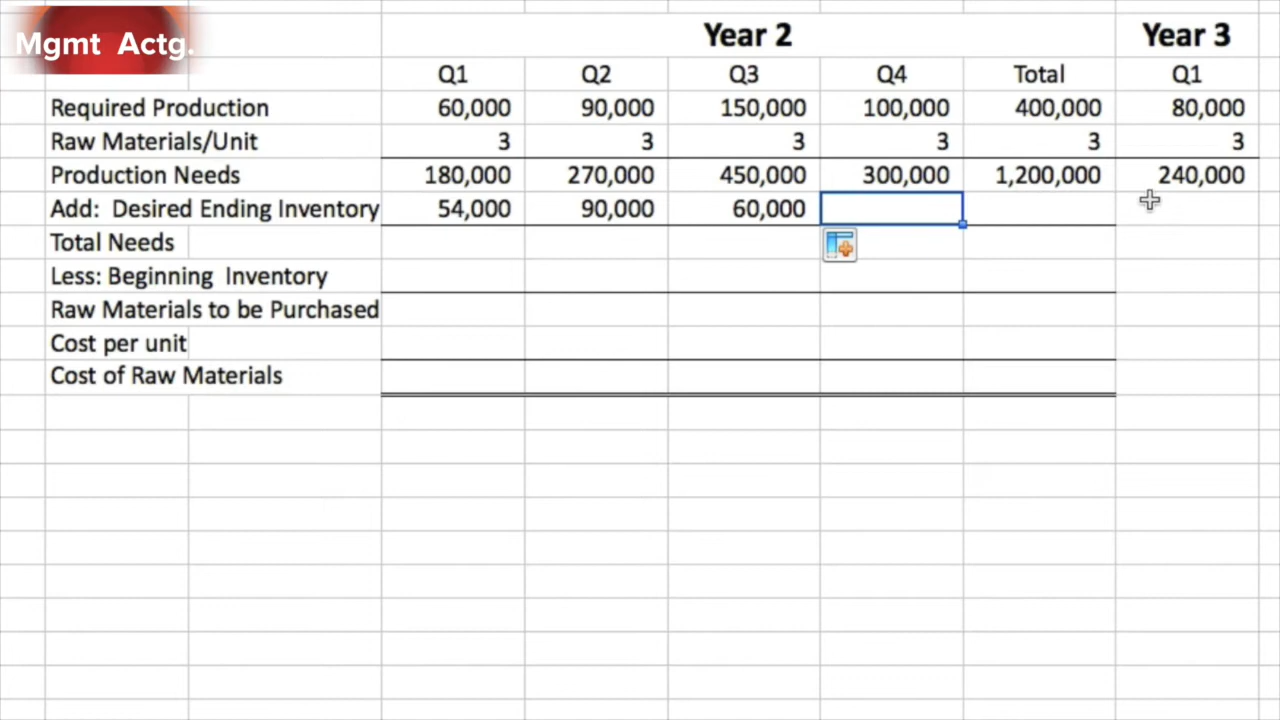 Mgmt Actg.
Year 2 Year 3
Q1 Q2 Q3 Q4 Total Q1
Required Production 60,000 90,000 150,000 100,000 400,000 80,000
Raw Materials/Unit 3 3 3 3 3 3
Production Needs 180,000 270,000 450,000 300,000 1,200,000 240,000
Add: Desired Ending Inventory 54,000 90,000 60,000
Total Needs
Less: Beginning Inventory
Raw Materials to be Purchased
Cost per unit
Cost of Raw Materials